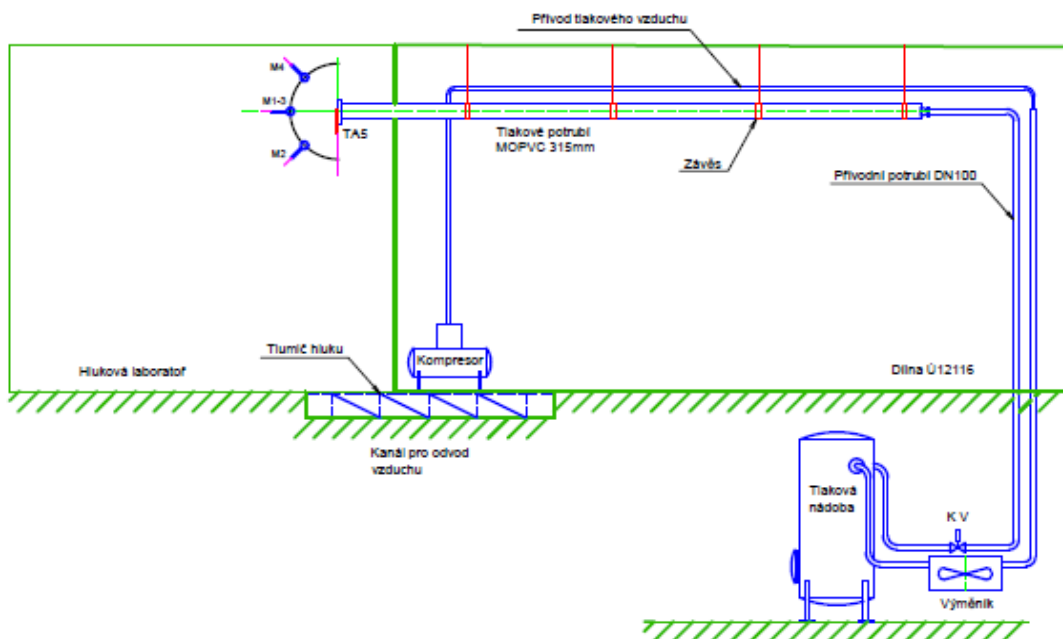 Přívod tlakového vzduchu
M4
M1-3
M2
TA5
Tlakové potrubí
MOPVC 315mm
Závěs
Přívodní potrubí DN100
Tlumič hluku
Kompresor
Hluková laboratoř
Dílna Ú12116
Kanál pro odvod
vzduchu
Tlaková
nádoba
K V
Výměník